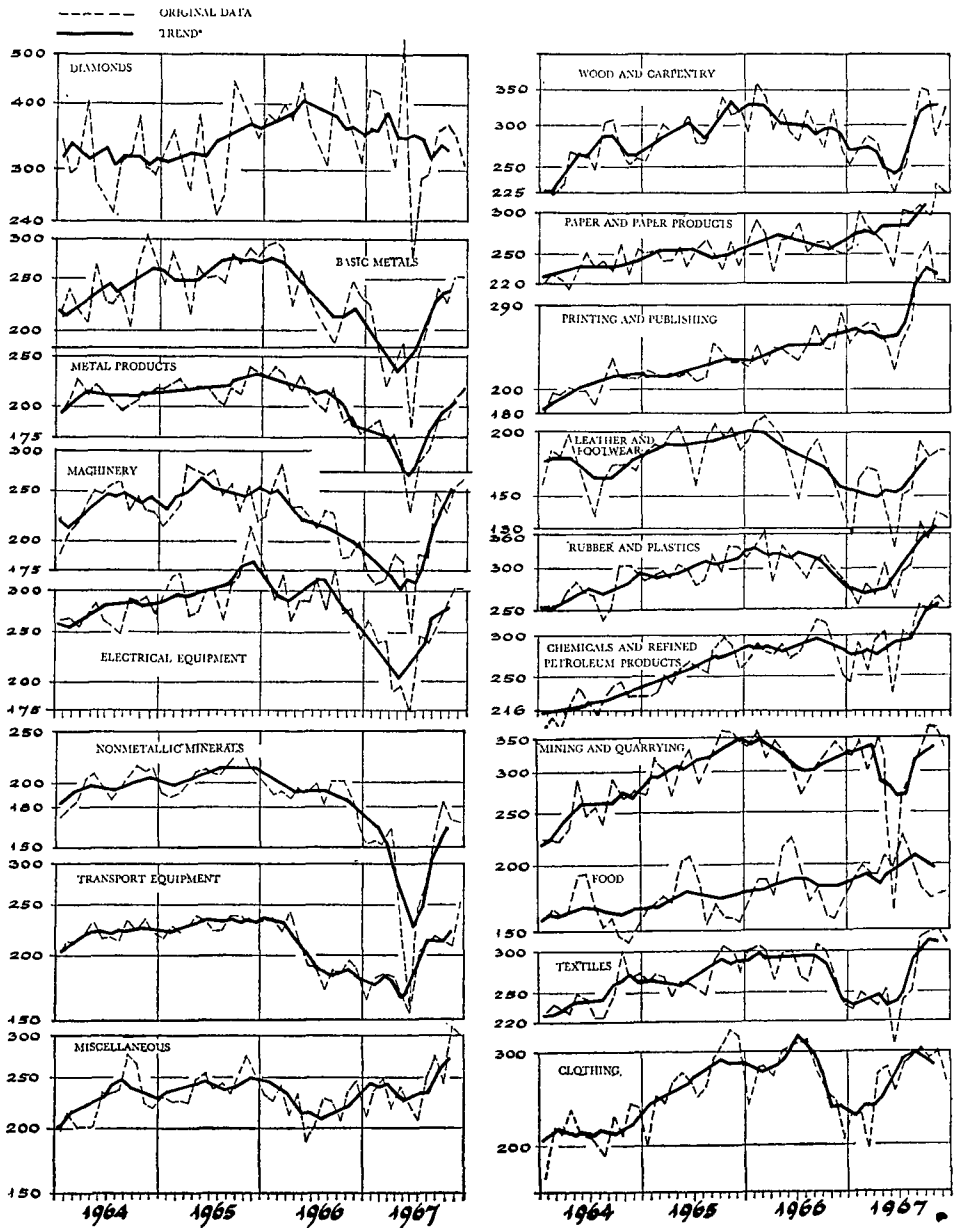 ORIGINAL DATA
TREND*
500
DIAMONDS
400
300
240
300
BASIC METALS
250
200
250
METAL PRODUCTS
200
175
300
MACHINERY
250
200
175
300
250
ELECTRICAL EQUIPMENT
200
175
250
NONMETALLIC MINERALS
200
180
150
300
TRANSPORT EQUIPMENT
250
200
150
300
MISCELLANEOUS
250
200
150
1964 1965 1966 1967
WOOD AND CARPENTRY
350
300
250
225
300
PAPER AND PAPER PRODUCTS
250
220
290
PRINTING AND PUBLISHING
200
180
200
LEATHER AND
FOOTWEAR
150
RUBBER AND PLASTICS
300
250
300
CHEMICALS AND REFINED
PETROLEUM PRODUCTS
250
216
350
MINING AND QUARRYING
300
250
200
FOOD
150
300
TEXTILES
250
220
300
CLOTHING
200
1964 1965 1966 1967